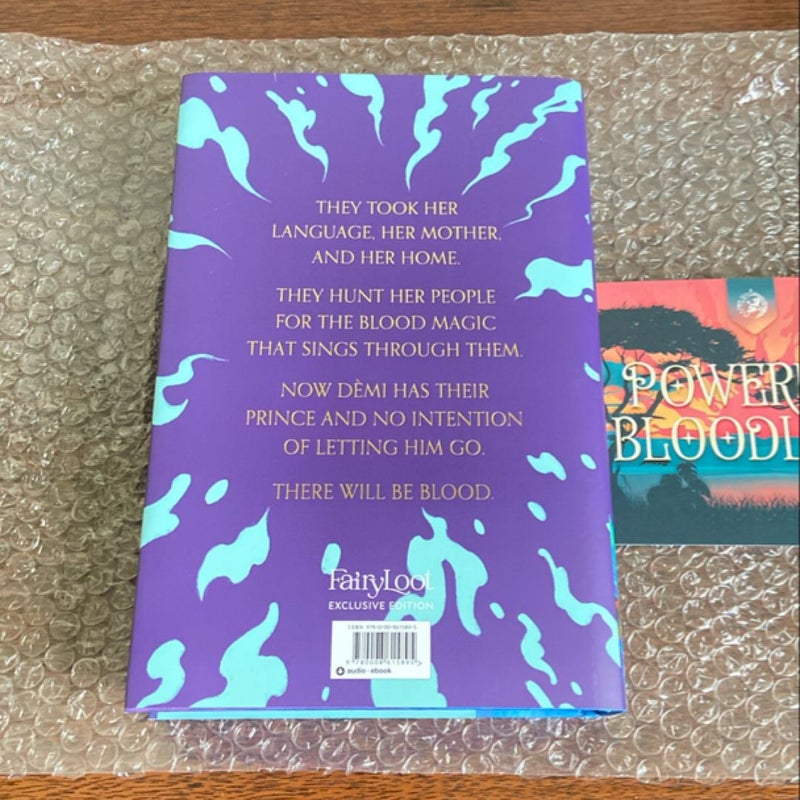 THEY TOOK HER
LANGUAGE, HER MOTHER,
AND HER HOME.
THEY HUNT HER PEOPLE
FOR THE BLOOD MAGIC
THAT SINGS THROUGH THEM.
NOW DÈMI HAS THEIR
PRINCE AND NO INTENTION
OF LETTING HIM GO.
THERE WILL BE BLOOD.
FairyLoot
EXCLUSIVE EDITION
audio · ebook
POWER
BLOODL